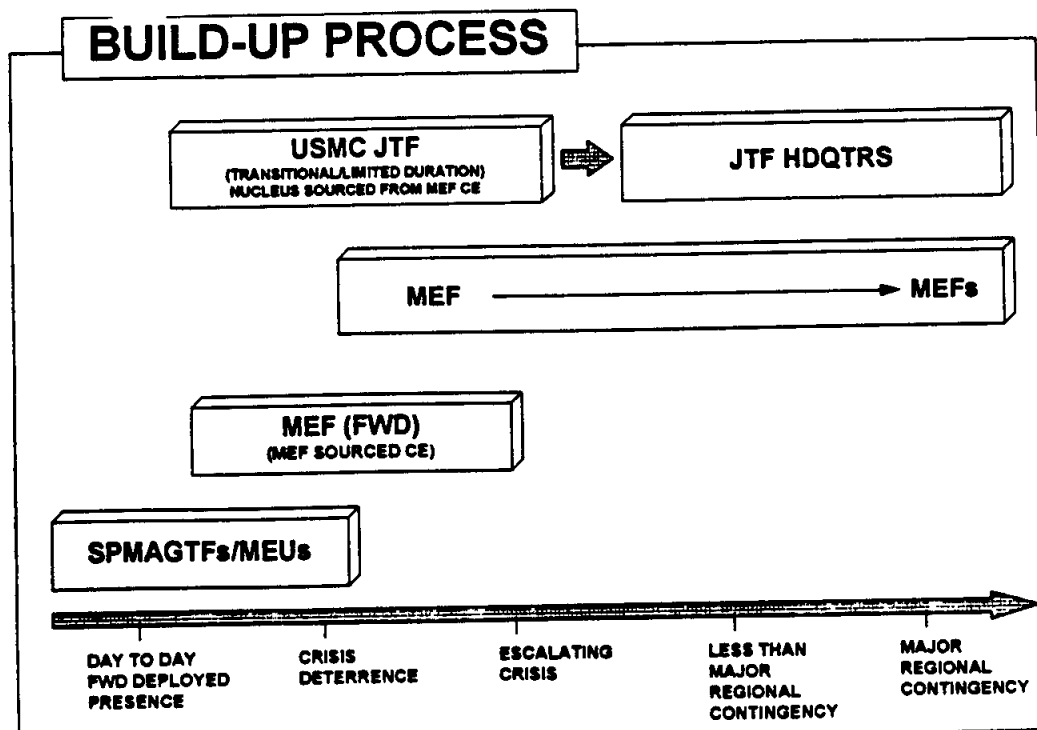 BUILD-UP PROCESS
USMC JTF
(TRANSITIONAL/LIMITED DURATION)
NUCLEUS SOURCED FROM MEF CE
JTF HDQTRS
MEF
MEFs
MEF (FWD)
(MEF SOURCED CE)
SPMAGTFs/MEUs
DAY TO DAY
FWD DEPLOYED
PRESENCE
CRISIS
DETERRENCE
ESCALATING
CRISIS
LESS THAN
MAJOR
REGIONAL
CONTINGENCY
MAJOR
REGIONAL
CONTINGENCY